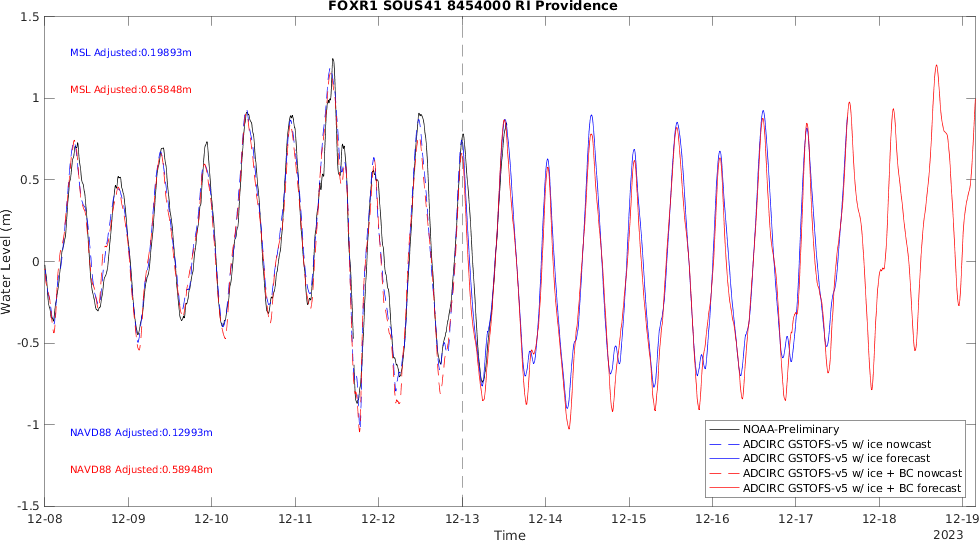 FOXR1 SOUS41 8454000 RI Providence
1.5
1
0.5
0
-0.5
-1
-1.5
Water Level (m)
MSL Adjusted:0.19893m
MSL Adjusted:0.65848m
NAVD88 Adjusted:0.12993m
NAVD88 Adjusted:0.58948m
NOAA-Preliminary
ADCIRC GSTOFS-v5 w/ ice nowcast
ADCIRC GSTOFS-v5 w/ ice forecast
ADCIRC GSTOFS-v5 w/ ice + BC nowcast
ADCIRC GSTOFS-v5 w/ ice + BC forecast
12-08 12-09 12-10 12-11 12-12 12-13 12-14 12-15 12-16 12-17 12-18 12-19
Time
2023